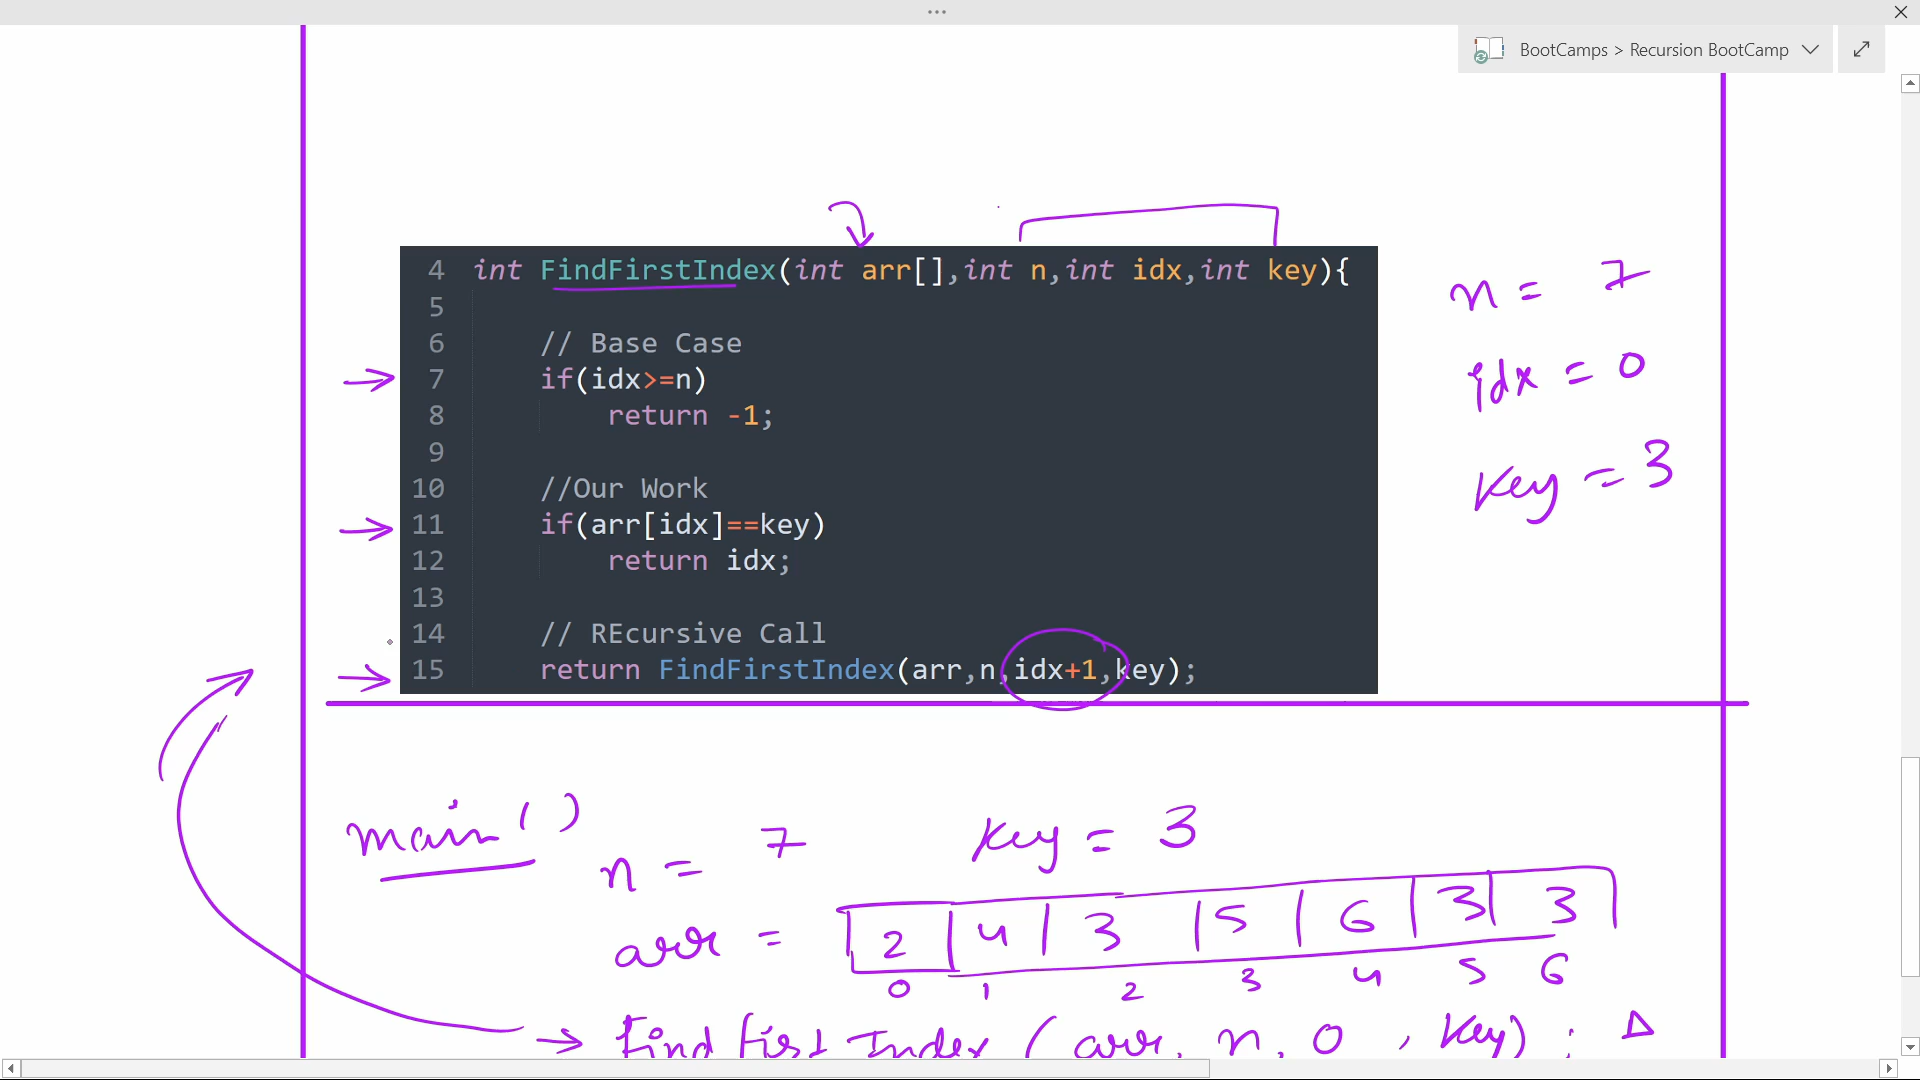 BootCamps > Recursion BootCamp
4 int FindFirstIndex(int arr[],int n,int idx,int key){
5
6 // Base Case
7 if(idx>=n)
8 return -1;
9
10 //Our Work
11 if(arr[idx]==key)
12 return idx;
13
14 // REcursive Call
15 return FindFirstIndex(arr,n,idx+1,key);
n = 7
idx = 0
key = 3
main()
n = 7 key = 3
arr = 2 4 3 5 6 3 3
0 1 2 3 4 5 6
→ find first Index (arr, n, 0, key);